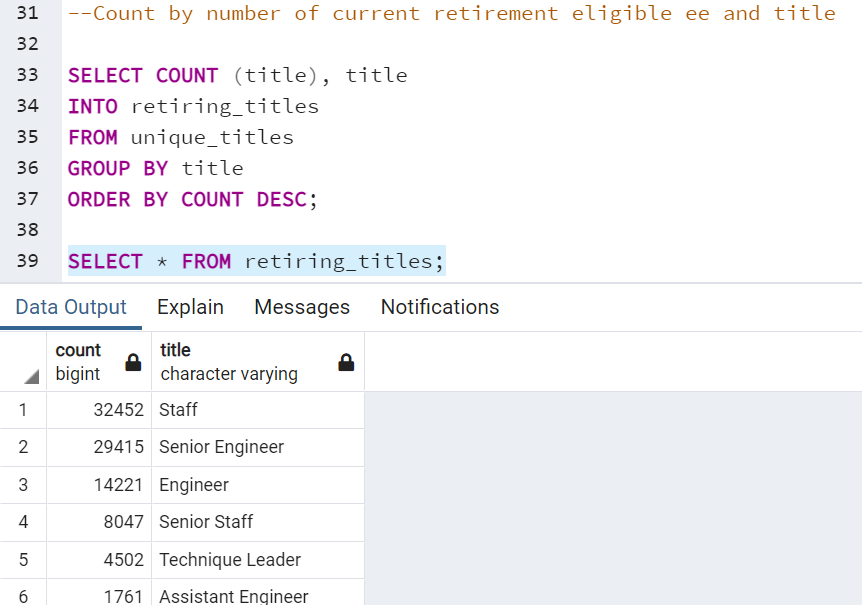 31 --Count by number of current retirement eligible ee and title
32
33 SELECT COUNT (title), title
34 INTO retiring_titles
35 FROM unique_titles
36 GROUP BY title
37 ORDER BY COUNT DESC;
38
39 SELECT * FROM retiring_titles;
Data Output Explain Messages Notifications
count title
bigint character varying
1 32452 Staff
2 29415 Senior Engineer
3 14221 Engineer
4 8047 Senior Staff
5 4502 Technique Leader
6 1761 Assistant Engineer